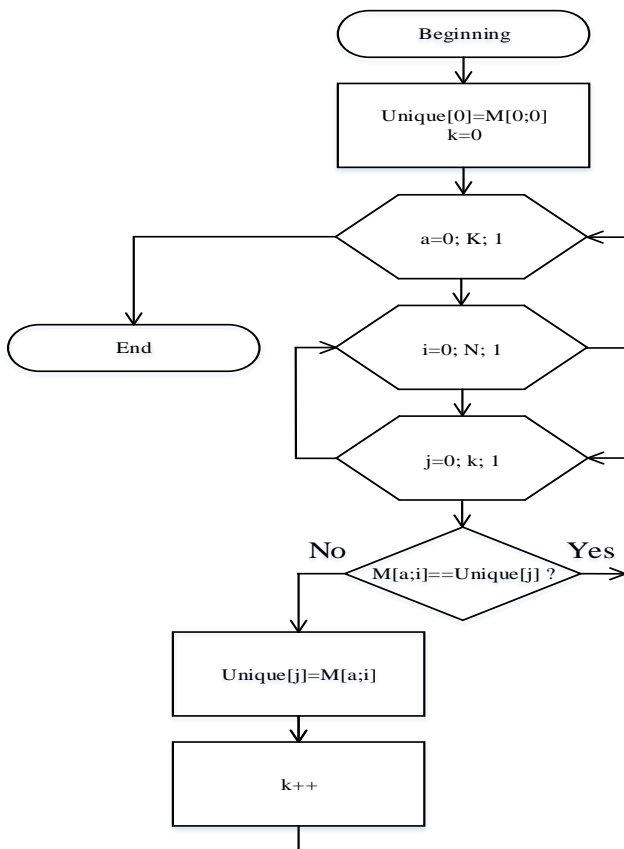 Beginning
Unique[0]=M[0;0]
k=0
a=0; K; 1
End
i=0; N; 1
j=0; k; 1
No
Yes
M[a;i]==Unique[j] ?
Unique[j]=M[a;i]
k++